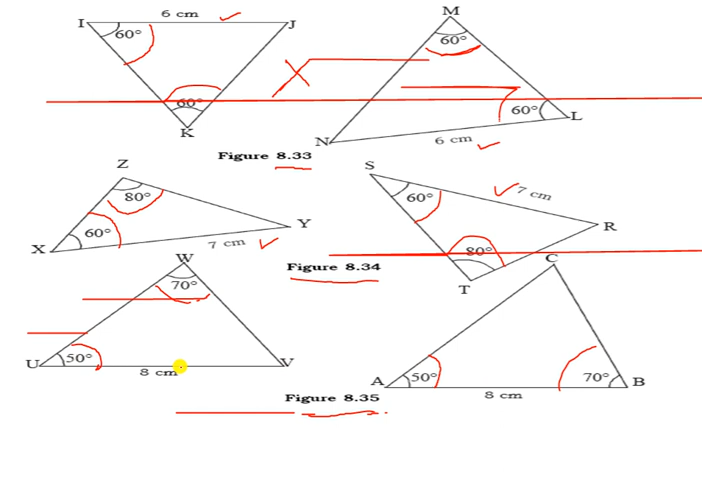 6 cm
I J
60°
60°
K
M
60°
60°
L
N
6 cm
Figure 8.33
Z
80°
60°
X Y
7 cm
S
60°
7 cm
R
80°
T
Figure 8.34
W
70°
50°
U V
8 cm
C
50° 70°
A B
8 cm
Figure 8.35